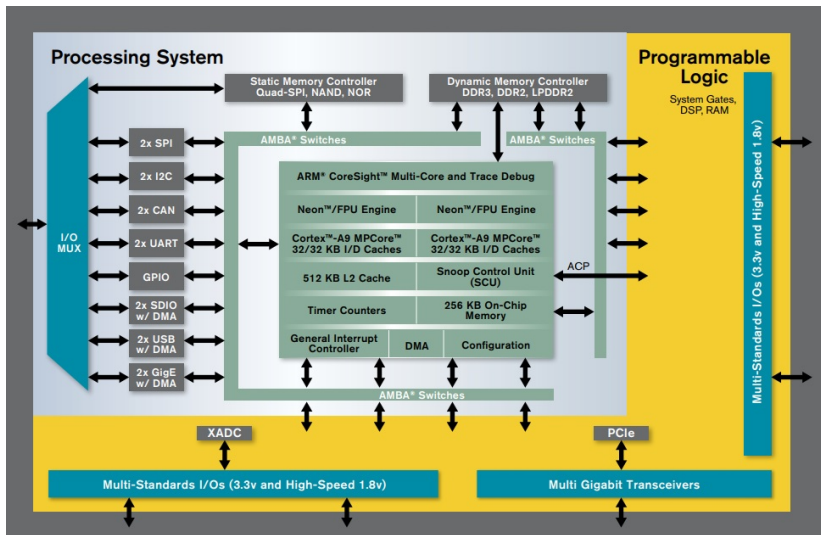 Processing System
Programmable
Logic
System Gates,
DSP, RAM
Static Memory Controller
Quad-SPI, NAND, NOR
Dynamic Memory Controller
DDR3, DDR2, LPDDR2
AMBA® Switches
AMBA® Switches
I/O
MUX
2x SPI
2x I2C
2x CAN
2x UART
GPIO
2x SDIO
w/ DMA
2x USB
w/ DMA
2x GigE
w/ DMA
ARM® CoreSight™ Multi-Core and Trace Debug
Neon™/FPU Engine
Neon™/FPU Engine
Cortex™-A9 MPCore™
32/32 KB I/D Caches
Cortex™-A9 MPCore™
32/32 KB I/D Caches
512 KB L2 Cache
Snoop Control Unit
(SCU)
ACP
Timer Counters
256 KB On-Chip
Memory
General Interrupt
Controller
DMA
Configuration
AMBA® Switches
Multi-Standards I/Os (3.3v and High-Speed 1.8v)
XADC
PCIe
Multi-Standards I/Os (3.3v and High-Speed 1.8v)
Multi Gigabit Transceivers